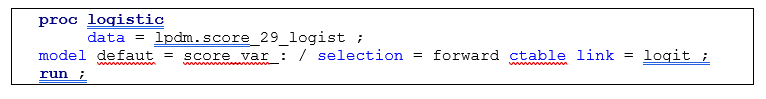 proc logistic
data = lpdm.score_29_logist ;
model defaut = score_var_: / selection = forward ctable link = logit ;
run ;